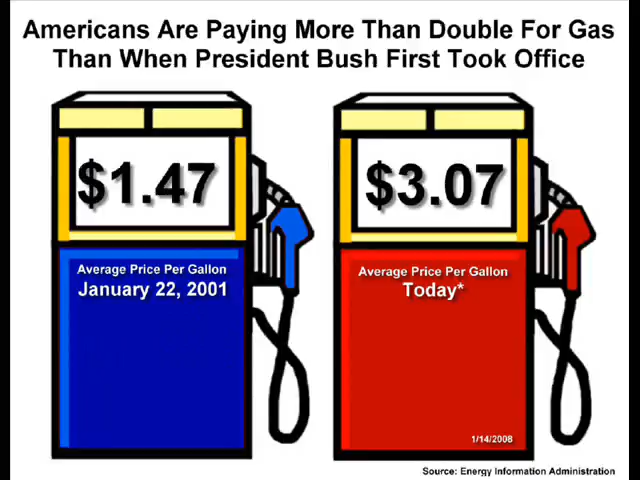 Americans Are Paying More Than Double For Gas
Than When President Bush First Took Office
$1.47
$3.07
Average Price Per Gallon
January 22, 2001
Average Price Per Gallon
Today*
1/14/2008
Source: Energy Information Administration